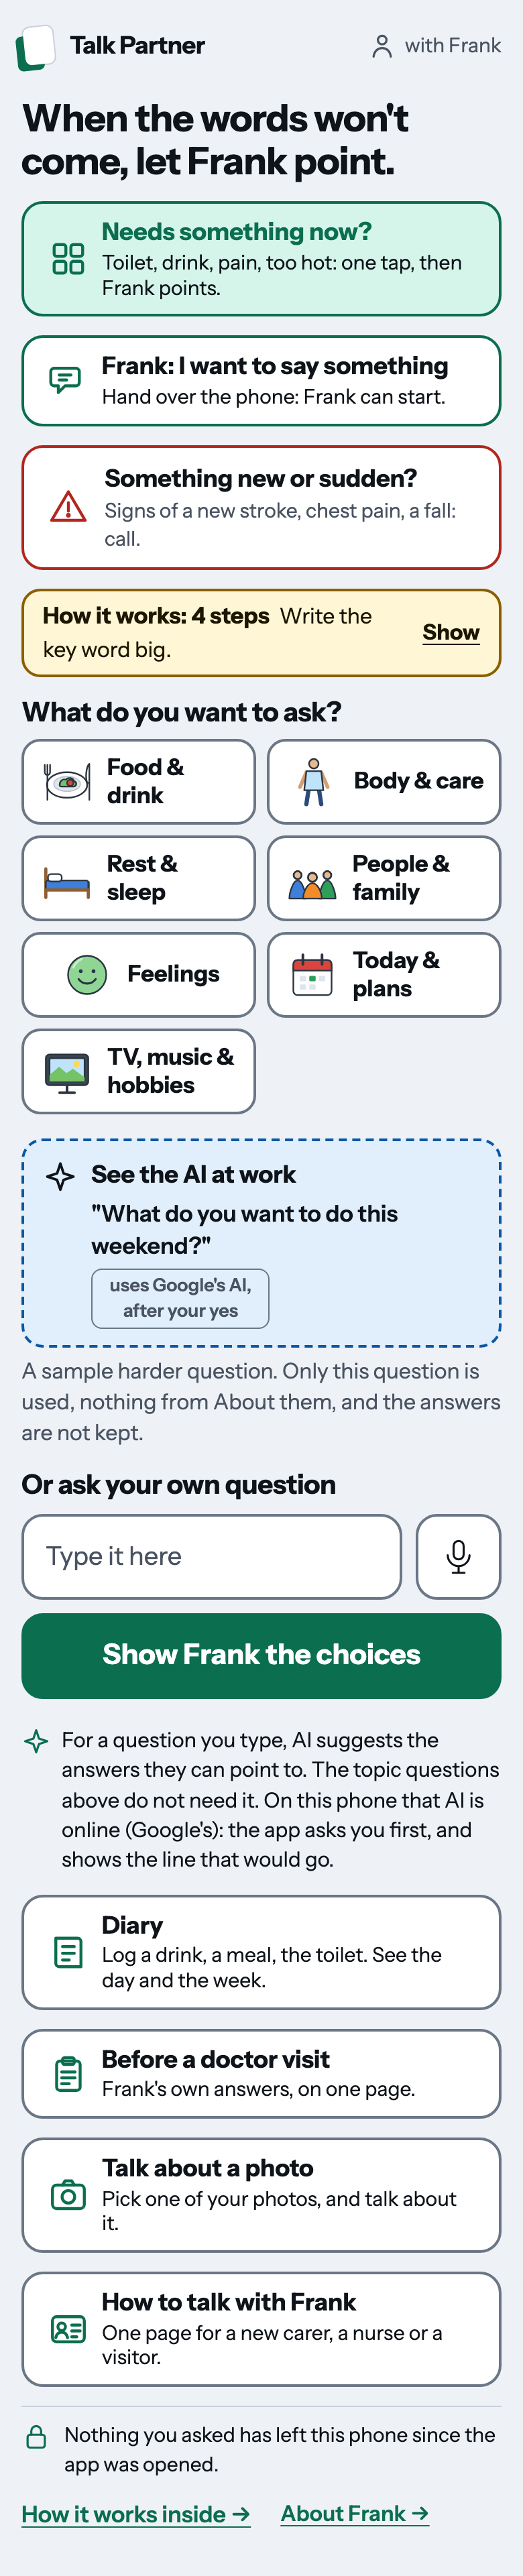 Talk Partner
with Frank
When the words won't
come, let Frank point.
Needs something now?
Toilet, drink, pain, too hot: one tap, then
Frank points.
Frank: I want to say something
Hand over the phone: Frank can start.
Something new or sudden?
Signs of a new stroke, chest pain, a fall:
call.
How it works: 4 steps Write the
key word big.
Show
What do you want to ask?
Food &
drink
Body & care
Rest &
sleep
People &
family
Feelings
Today &
plans
TV, music &
hobbies
See the AI at work
"What do you want to do this
weekend?"
uses Google's AI,
after your yes
A sample harder question. Only this question is
used, nothing from About them, and the answers
are not kept.
Or ask your own question
Type it here
Show Frank the choices
For a question you type, AI suggests the
answers they can point to. The topic questions
above do not need it. On this phone that AI is
online (Google's): the app asks you first, and
shows the line that would go.
Diary
Log a drink, a meal, the toilet. See the
day and the week.
Before a doctor visit
Frank's own answers, on one page.
Talk about a photo
Pick one of your photos, and talk about
it.
How to talk with Frank
One page for a new carer, a nurse or a
visitor.
Nothing you asked has left this phone since the
app was opened.
How it works inside →
About Frank →